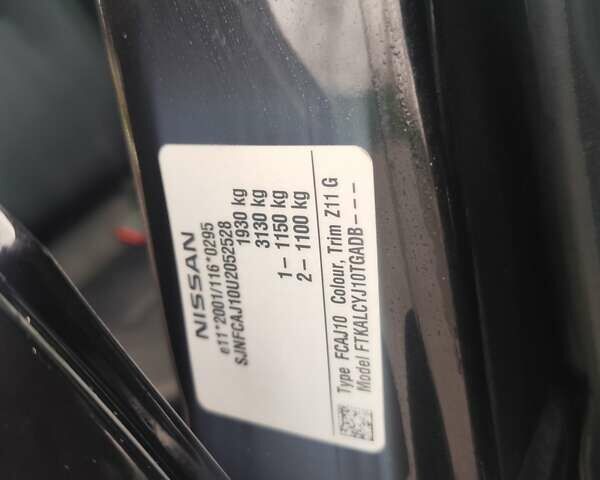 NISSAN
e11*2001/116*0295
SJNFCAJ10U2052528
1930 kg
3130 kg
1- 1150 kg
2- 1100 kg
Type FCAJ10 Colour, Trim Z11 G
Model FTKALCYJ10TGADB---